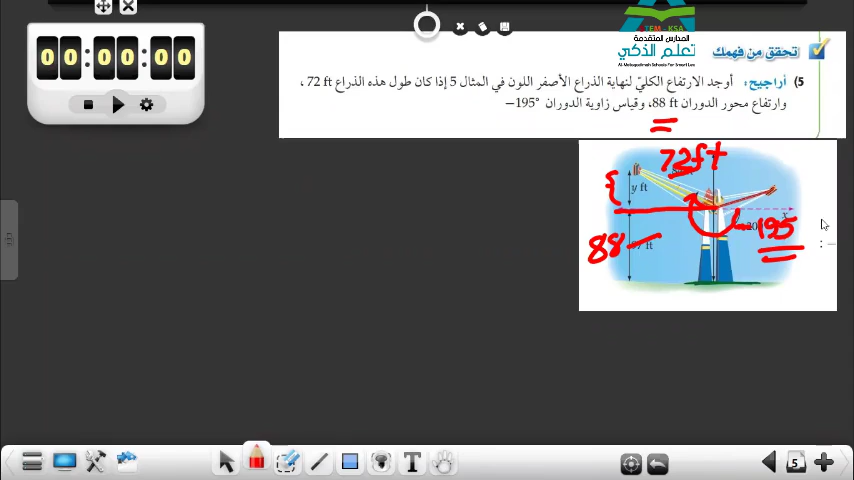 00:00:00
STEM - KSA
المدارس المتقدمة
تعلم الذكي
تحقق من فهمك
5) أراجيح: أوجد الارتفاع الكليّ لنهاية الذراع الأصفر اللون في المثال 5 إذا كان طول هذه الذراع 72 ft ،
وارتفاع محور الدوران 88 ft، وقياس زاوية الدوران 195°−
72ft
y ft
x
-195
88
5
T